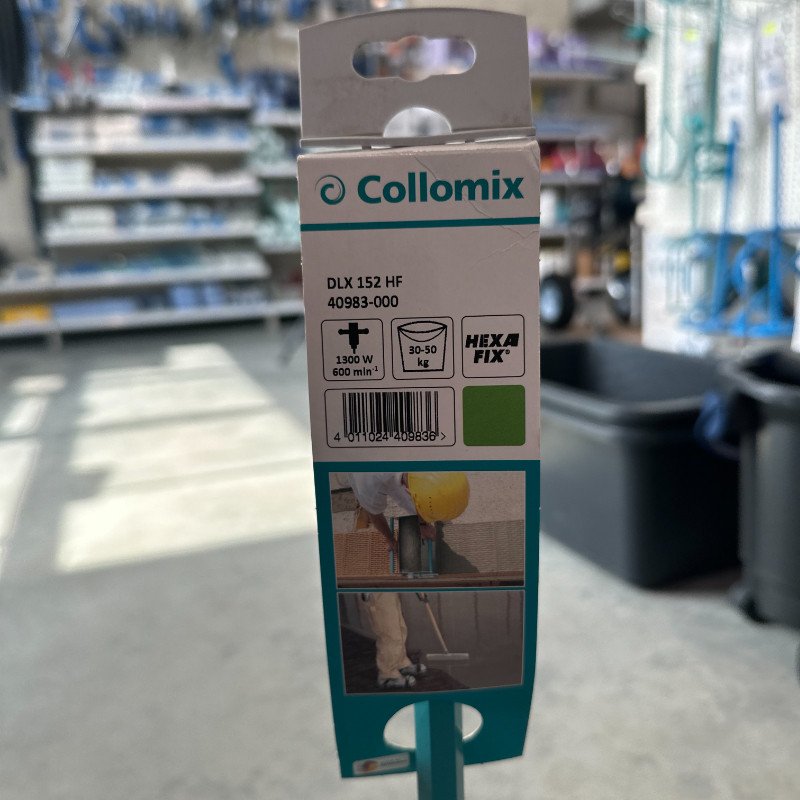 Collomix
DLX 152 HF
40983-000
1300 W
600 min⁻¹
30-50
kg
HEXA
FIX®
4 011024 409836 >